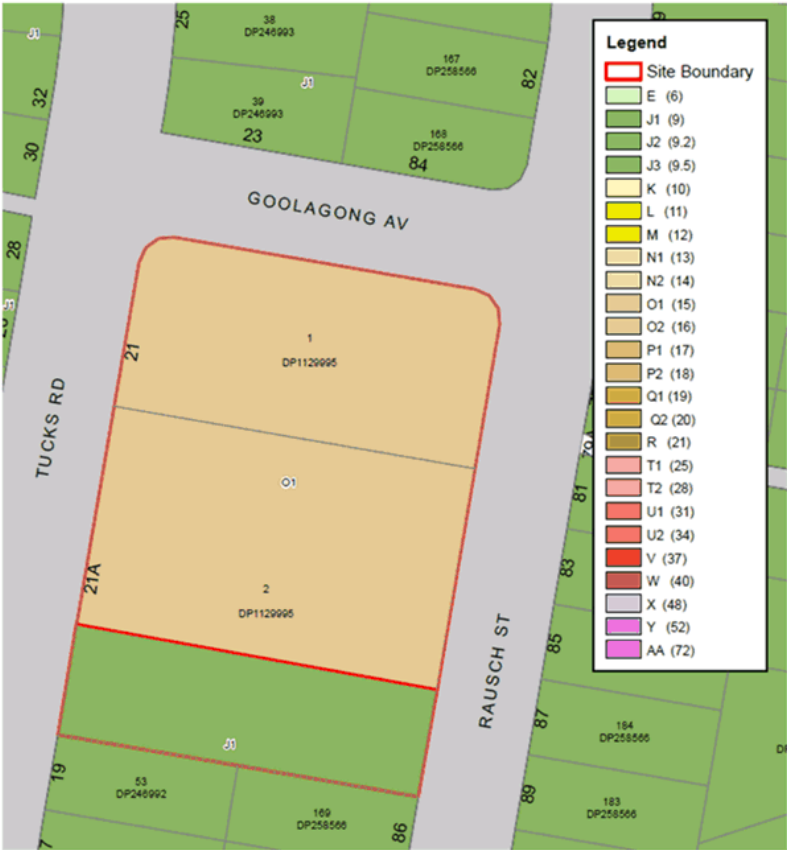 J1
25
38
DP246993
167
DP258566
9
J1
32
39
DP246993
82
30
23
168
DP258566
84
GOOLAGONG AV
28
J1
1
DP1129995
21
TUCKS RD
O1
79A
81
21A
2
DP1129995
83
85
RAUSCH ST
J1
87
184
DP258566
19
53
DP246992
169
DP258566
86
89
183
DP258566
7
Legend
Site Boundary
E (6)
J1 (9)
J2 (9.2)
J3 (9.5)
K (10)
L (11)
M (12)
N1 (13)
N2 (14)
O1 (15)
O2 (16)
P1 (17)
P2 (18)
Q1 (19)
Q2 (20)
R (21)
T1 (25)
T2 (28)
U1 (31)
U2 (34)
V (37)
W (40)
X (48)
Y (52)
AA (72)